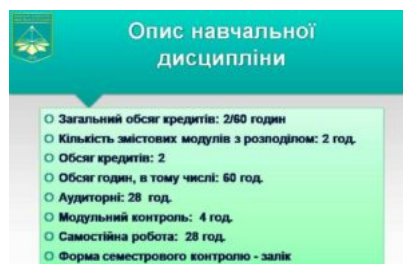 Опис навчальної
дисципліни
Загальний обсяг кредитів: 2/60 годин
Кількість змістових модулів з розподілом: 2 год.
Обсяг кредитів: 2
Обсяг годин, в тому числі: 60 год.
Аудиторні: 28 год.
Модульний контроль: 4 год.
Самостійна робота: 28 год.
Форма семестрового контролю - залік